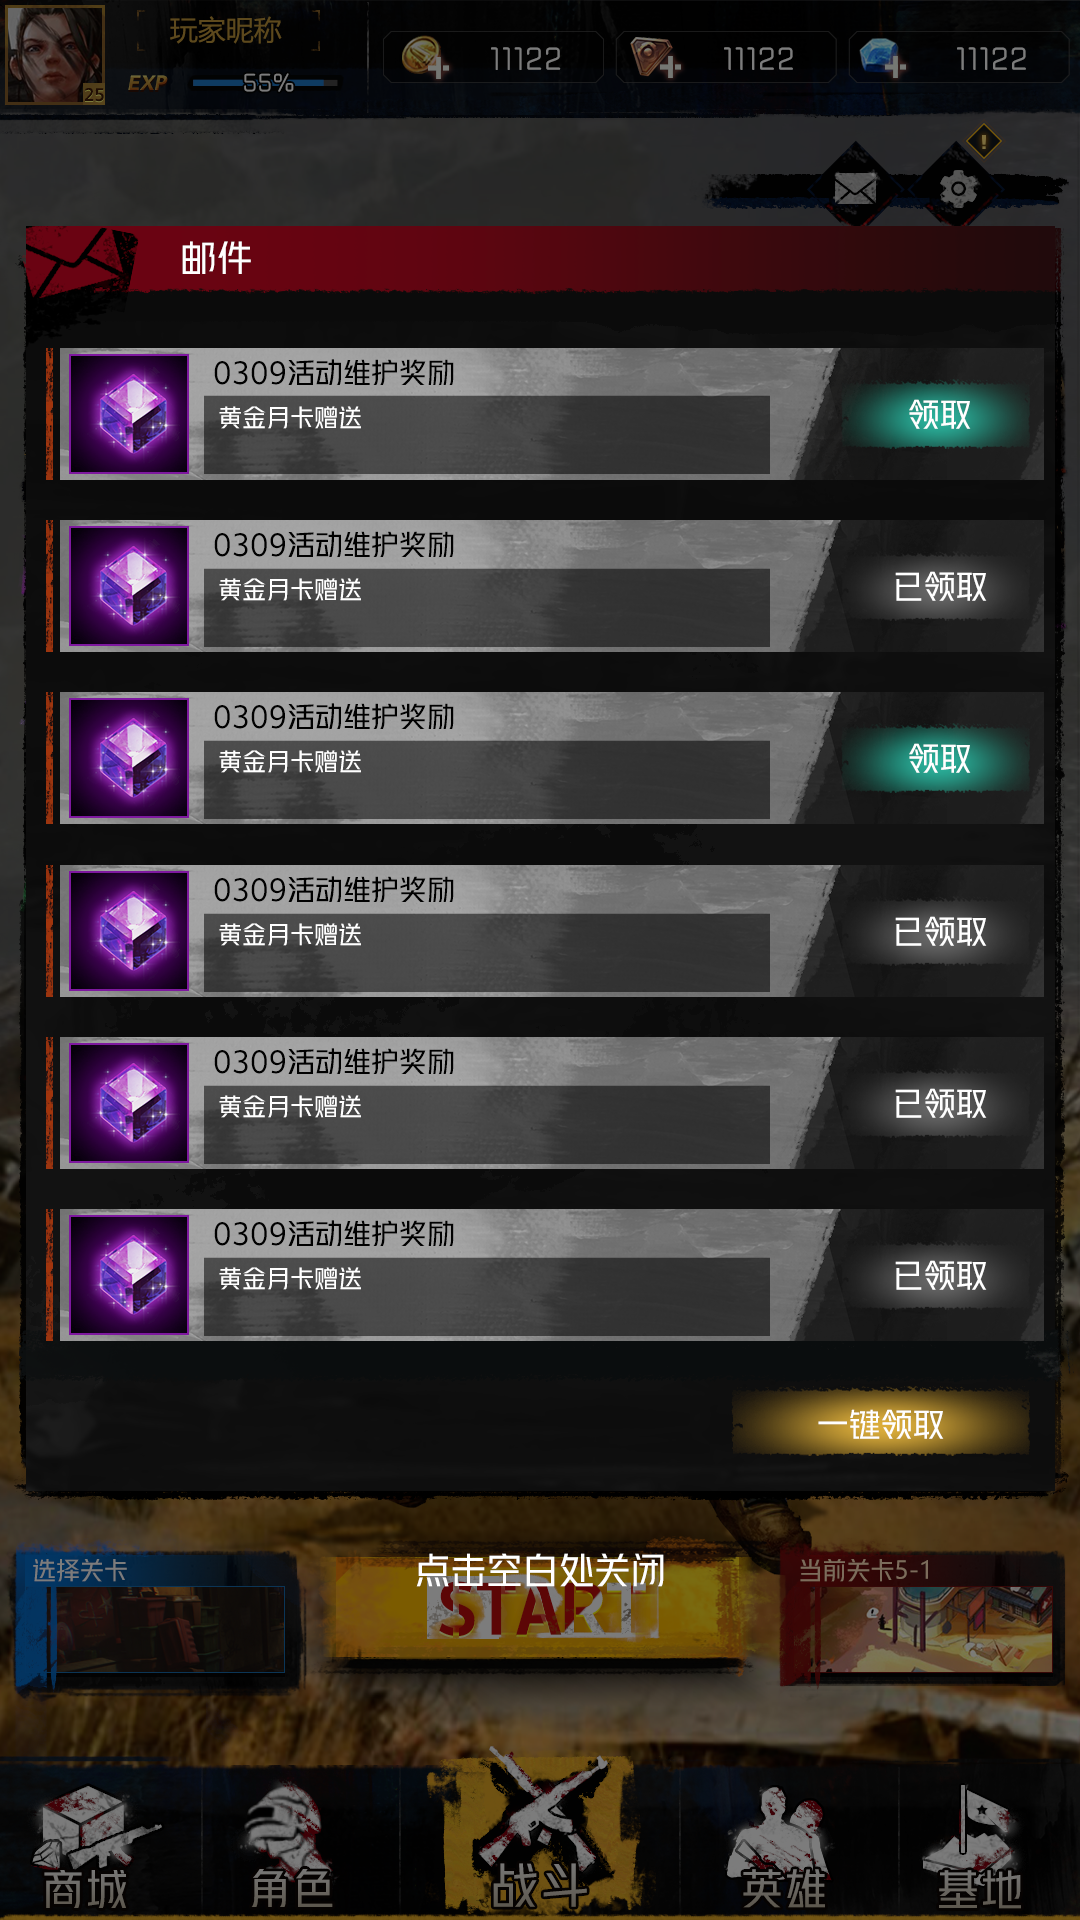 玩家昵称
EXP 55%
25
11122
11122
11122
邮件
0309活动维护奖励
黄金月卡赠送
领取
0309活动维护奖励
黄金月卡赠送
已领取
0309活动维护奖励
黄金月卡赠送
领取
0309活动维护奖励
黄金月卡赠送
已领取
0309活动维护奖励
黄金月卡赠送
已领取
0309活动维护奖励
黄金月卡赠送
已领取
一键领取
选择关卡
点击空白处关闭
START
当前关卡5-1
商城
角色
战斗
英雄
基地